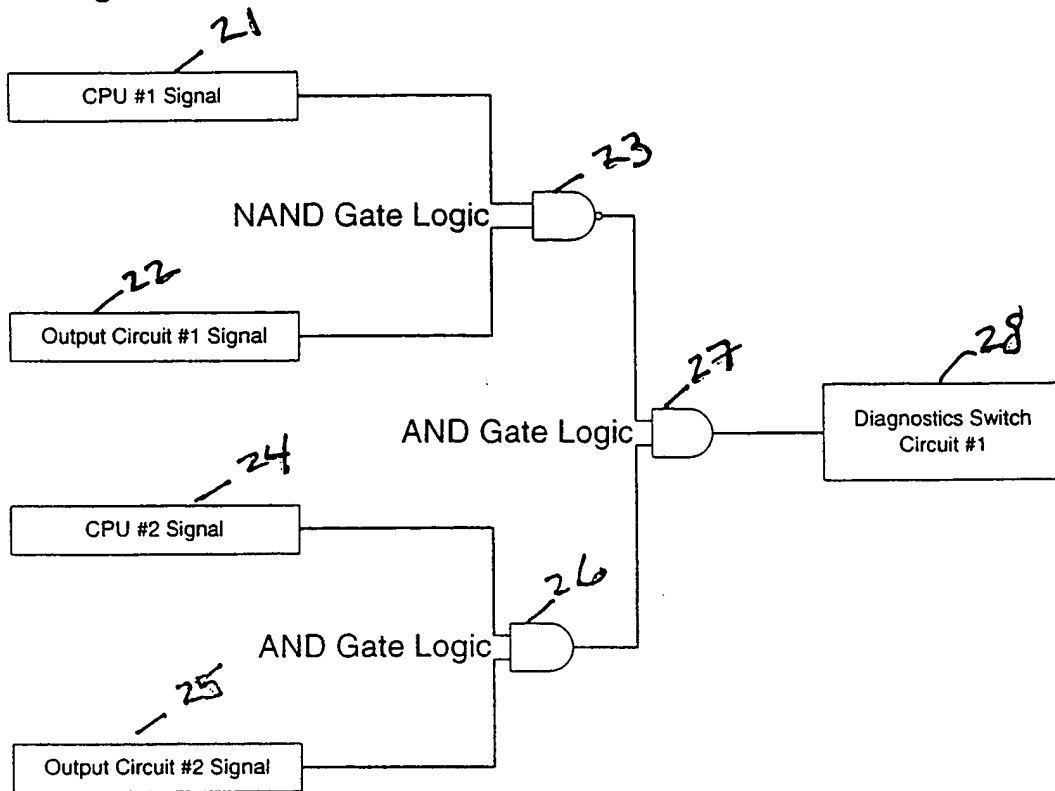 21
CPU #1 Signal
23
NAND Gate Logic
22
Output Circuit #1 Signal
28
27
Diagnostics Switch
Circuit #1
AND Gate Logic
24
CPU #2 Signal
26
AND Gate Logic
25
Output Circuit #2 Signal